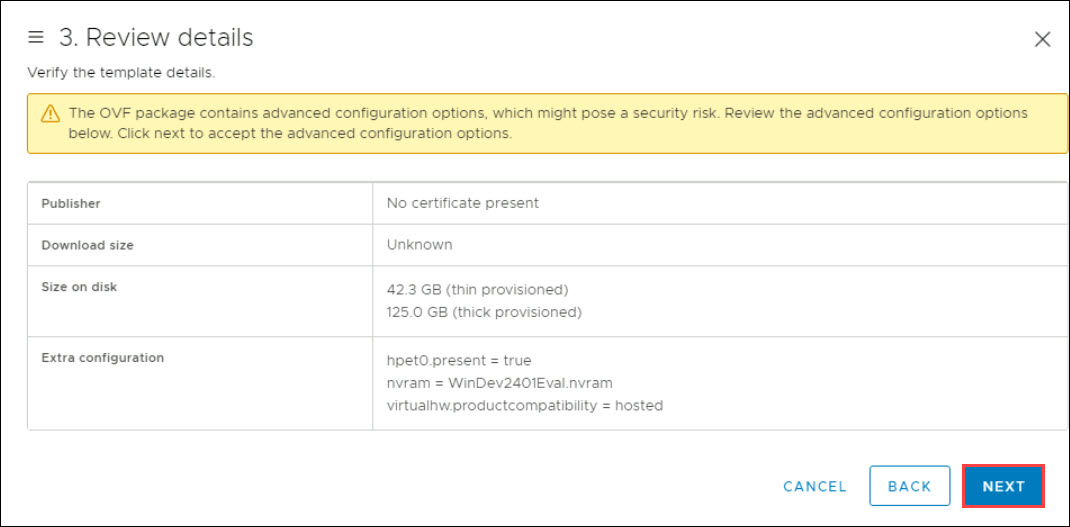 3. Review details
Verify the template details.
The OVF package contains advanced configuration options, which might pose a security risk. Review the advanced configuration options
below. Click next to accept the advanced configuration options.
Publisher No certificate present
Download size Unknown
Size on disk 42.3 GB (thin provisioned)
125.0 GB (thick provisioned)
Extra configuration hpet0.present = true
nvram = WinDev2401Eval.nvram
virtualhw.productcompatibility = hosted
CANCEL BACK NEXT